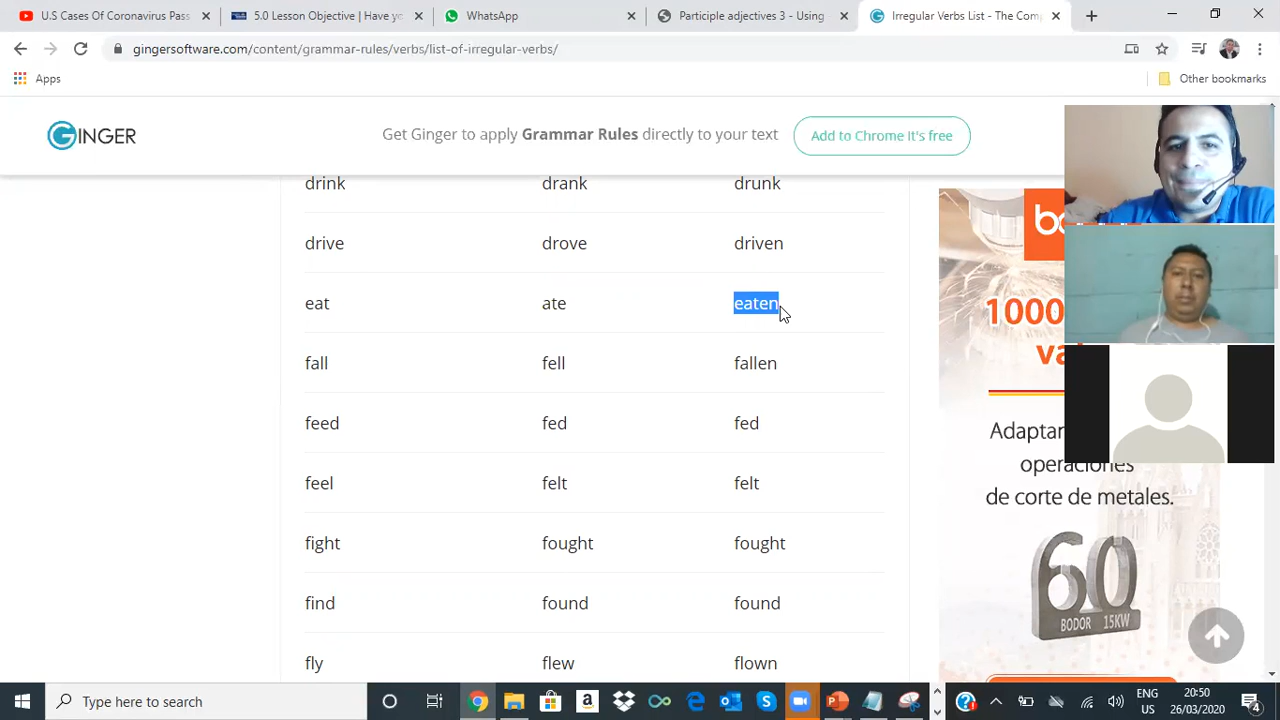 U.S Cases Of Coronavirus Pass
5.0 Lesson Objective | Have yo
WhatsApp
Participle adjectives 3 - Using
Irregular Verbs List - The Comp
gingersoftware.com/content/grammar-rules/verbs/list-of-irregular-verbs/
Apps
Other bookmarks
GINGER
Get Ginger to apply Grammar Rules directly to your text
Add to Chrome It's free
drink drank drunk
drive drove driven
eat ate eaten
fall fell fallen
feed fed fed
feel felt felt
fight fought fought
find found found
fly flew flown
1000
va
Adaptar
operaciones
de corte de metales.
60
BODOR 15KW
Type here to search
ENG
US
20:50
26/03/2020